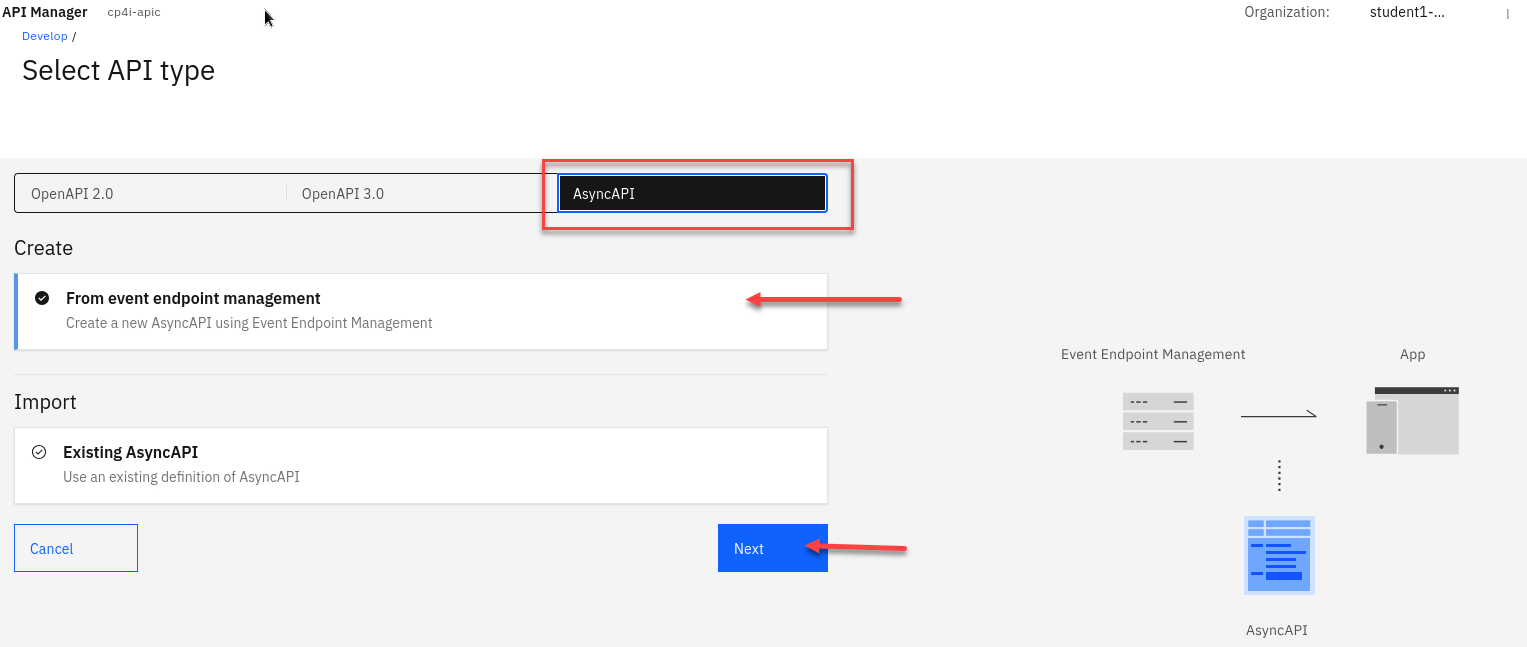 API Manager cp4i-apic Organization: student1-...
Develop /
Select API type
OpenAPI 2.0 OpenAPI 3.0 AsyncAPI
Create
From event endpoint management
Create a new AsyncAPI using Event Endpoint Management
Import
Existing AsyncAPI
Use an existing definition of AsyncAPI
Cancel Next
Event Endpoint Management App
AsyncAPI